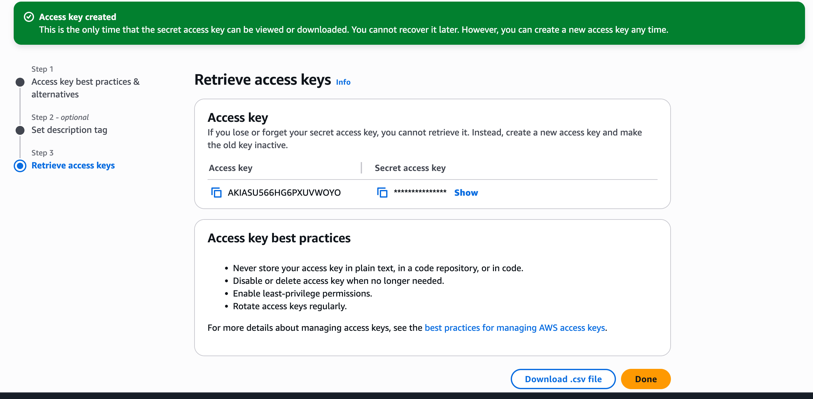 Access key created
This is the only time that the secret access key can be viewed or downloaded. You cannot recover it later. However, you can create a new access key any time.
Step 1
Access key best practices &
alternatives
Step 2 - optional
Set description tag
Step 3
Retrieve access keys
Retrieve access keys Info
Access key
If you lose or forget your secret access key, you cannot retrieve it. Instead, create a new access key and make
the old key inactive.
Access key
Secret access key
AKIASU566HG6PXUVWOYO
*************** Show
Access key best practices
• Never store your access key in plain text, in a code repository, or in code.
• Disable or delete access key when no longer needed.
• Enable least-privilege permissions.
• Rotate access keys regularly.
For more details about managing access keys, see the best practices for managing AWS access keys.
Download .csv file
Done